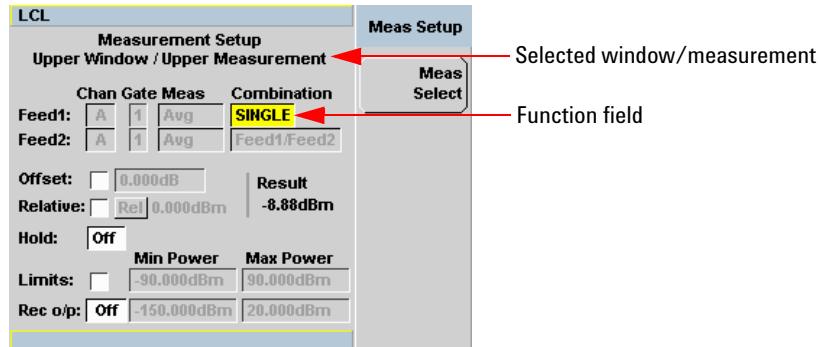 LCL
Measurement Setup
Upper Window / Upper Measurement
Chan Gate Meas Combination
Feed1: A 1 Avg SINGLE
Feed2: A 1 Avg Feed1/Feed2
Offset: 0.000dB Result
Relative: Rel 0.000dBm -8.88dBm
Hold: Off
Min Power Max Power
Limits: -90.000dBm 90.000dBm
Rec o/p: Off -150.000dBm 20.000dBm
Meas Setup
Meas
Select
Selected window/measurement
Function field